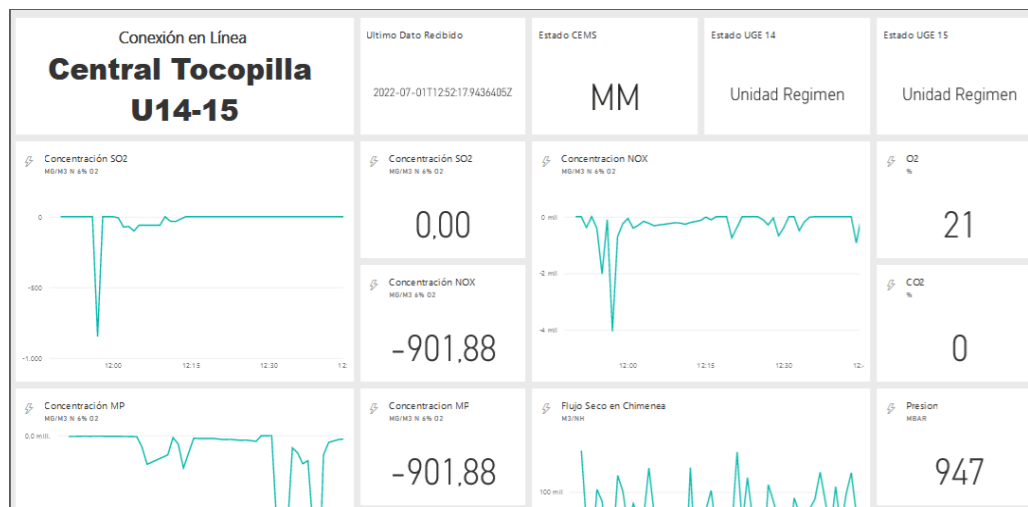 Conexión en Línea
Central Tocopilla
U14-15
Ultimo Dato Recibido
2022-07-01T12:52:17.9436405Z
Estado CEMS
MM
Estado UGE 14
Unidad Regimen
Estado UGE 15
Unidad Regimen
Concentración SO2
MG/M3 N 6% O2
0
-500
-1.000
12:00 12:15 12:30 12:
Concentración SO2
MG/M3 N 6% O2
0,00
Concentración NOX
MG/M3 6% O2
-901,88
Concentracion NOX
MG/M3 N 6% O2
0 mil
-2 mil
-4 mil
12:00 12:15 12:30 12:
O2
%
21
CO2
%
0
Concentración MP
MG/M3 N 6% O2
0,0 mill.
Concentracion MP
MG/M3 N 6% O2
-901,88
Flujo Seco en Chimenea
M3/NH
100 mil
Presion
MBAR
947